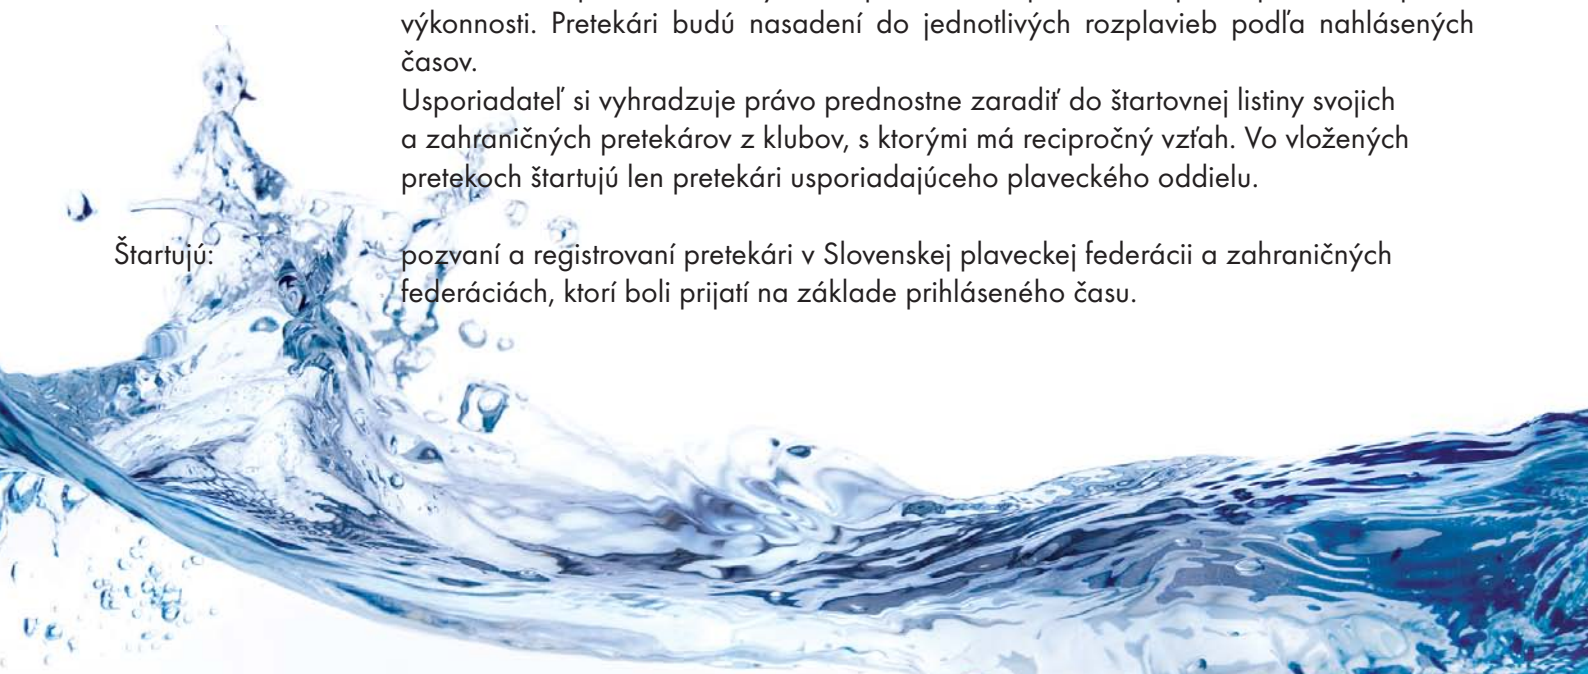 výkonnosti. Pretekári budú nasadení do jednotlivých rozplavieb podľa nahlásených
časov.
Usporiadateľ si vyhradzuje právo prednostne zaradiť do štartovnej listiny svojich
a zahraničných pretekárov z klubov, s ktorými má recipročný vzťah. Vo vložených
pretekoch štartujú len pretekári usporiadajúceho plaveckého oddielu.
Štartujú: pozvaní a registrovaní pretekári v Slovenskej plaveckej federácii a zahraničných
federáciách, ktorí boli prijatí na základe prihláseného času.